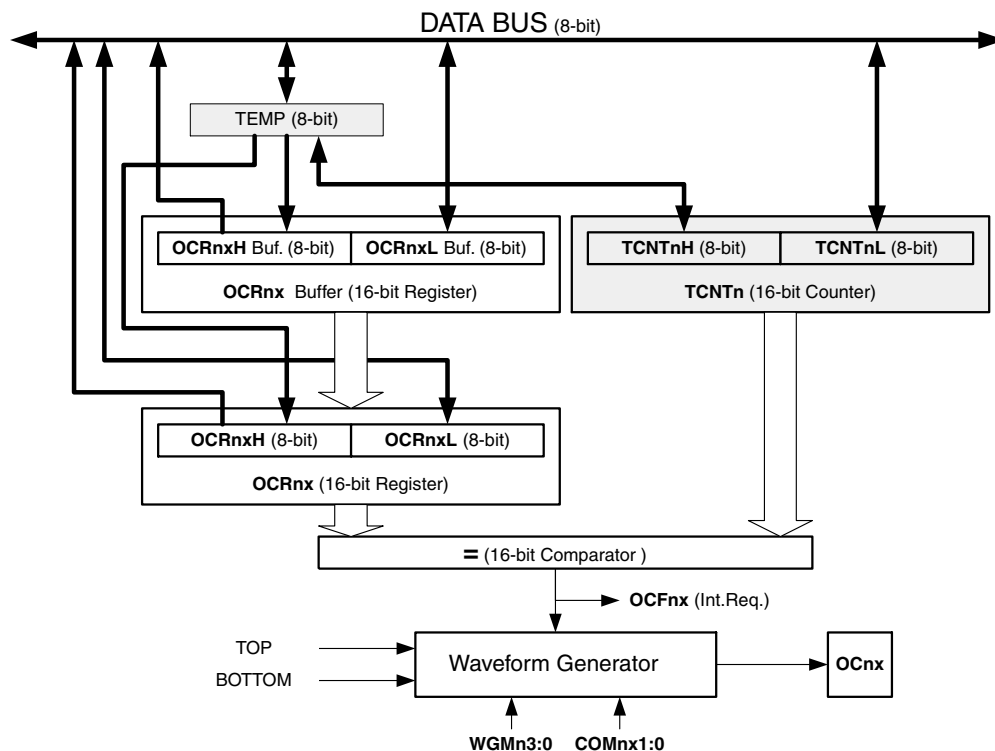 DATA BUS (8-bit)
TEMP (8-bit)
OCRnxH Buf. (8-bit)
OCRnxL Buf. (8-bit)
OCRnx Buffer (16-bit Register)
TCNTnH (8-bit)
TCNTnL (8-bit)
TCNTn (16-bit Counter)
OCRnxH (8-bit)
OCRnxL (8-bit)
OCRnx (16-bit Register)
= (16-bit Comparator )
OCFnx (Int.Req.)
TOP
BOTTOM
Waveform Generator
OCnx
WGMn3:0
COMnx1:0